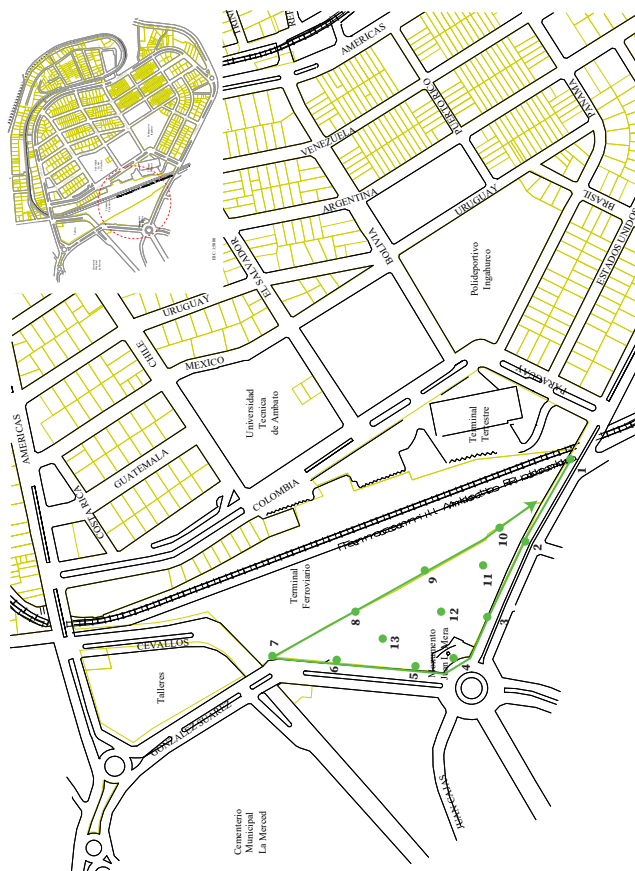 AMERICAS
VENEZUELA
PUERTO RICO
PANAMA
ARGENTINA
URUGUAY
BRASIL
ESTADOS UNIDOS
EL SALVADOR
BOLIVIA
Polideportivo
Ingahurco
URUGUAY
CHILE
MEXICO
PARAGUAY
AMERICAS
Universidad
Tecnica
de Ambato
Terminal
Terrestre
GUATEMALA
COSTA RICA
COLOMBIA
Terminal
Ferroviario
CEVALLOS
Talleres
GONZALEZ SUAREZ
Monumento
Juan L. Mera
JUAN CAJAS
Cementerio
Municipal
La Merced
1
2
3
4
5
6
7
8
9
10
11
12
13